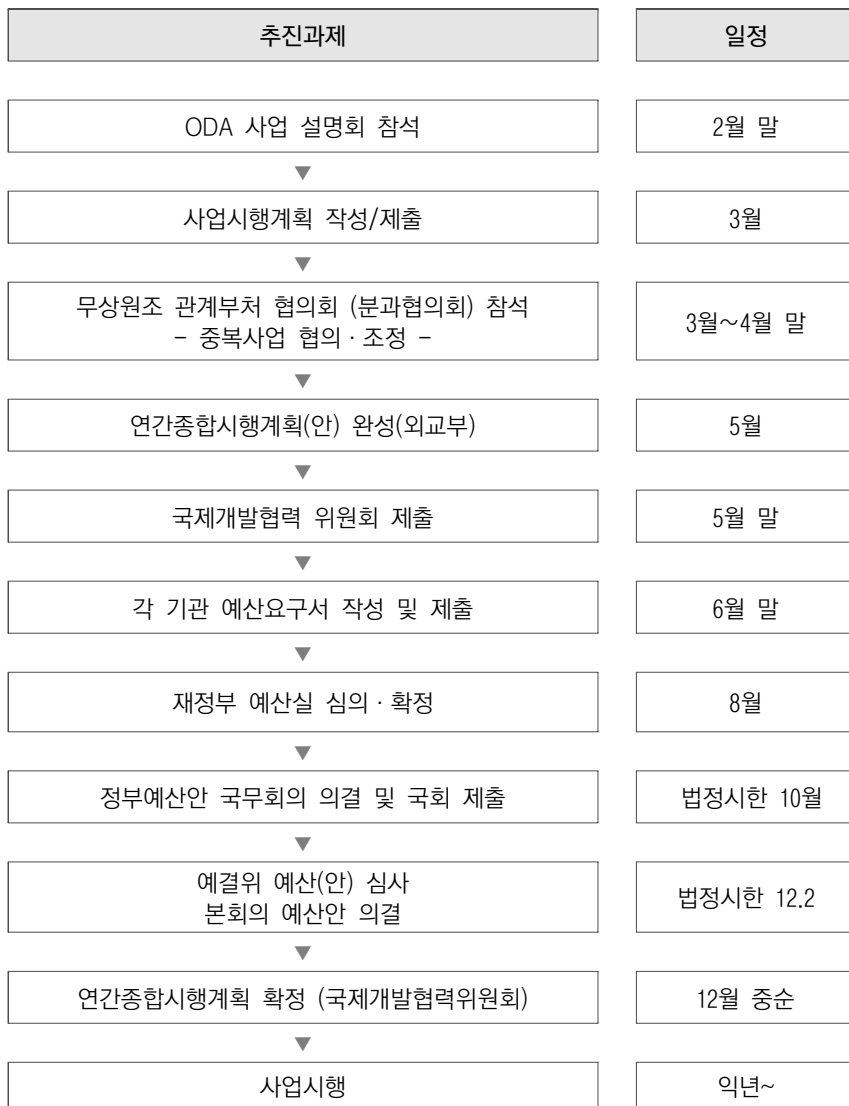 추진과제 일정
ODA 사업 설명회 참석 2월 말
▼
사업시행계획 작성/제출 3월
▼
무상원조 관계부처 협의회 (분과협의회) 참석
- 중복사업 협의·조정 - 3월~4월 말
▼
연간종합시행계획(안) 완성(외교부) 5월
▼
국제개발협력 위원회 제출 5월 말
▼
각 기관 예산요구서 작성 및 제출 6월 말
▼
재정부 예산실 심의·확정 8월
▼
정부예산안 국무회의 의결 및 국회 제출 법정시한 10월
▼
예결위 예산(안) 심사
본회의 예산안 의결 법정시한 12.2
▼
연간종합시행계획 확정 (국제개발협력위원회) 12월 중순
▼
사업시행 익년~